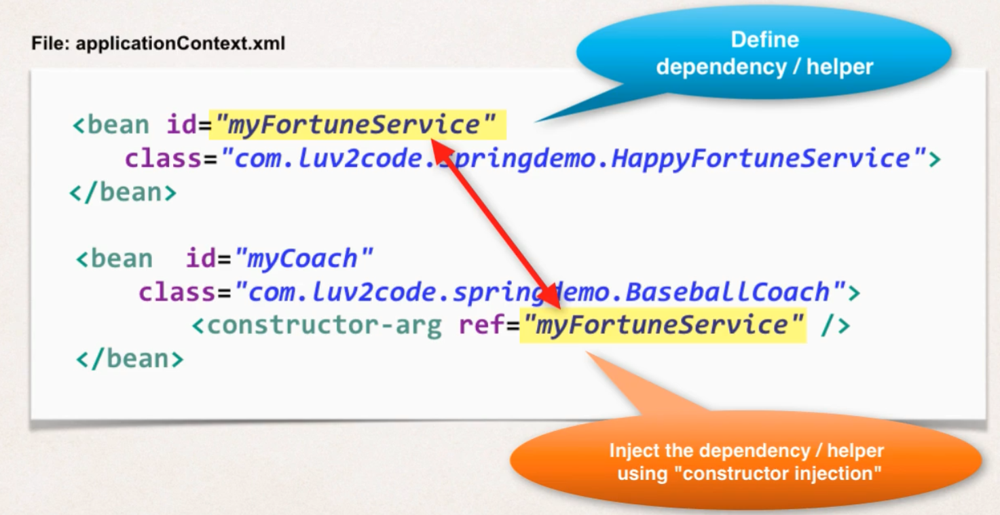 File: applicationContext.xml
Define
dependency / helper
<bean id="myFortuneService"
class="com.luv2code.springdemo.HappyFortuneService">
</bean>
<bean id="myCoach"
class="com.luv2code.springdemo.BaseballCoach">
<constructor-arg ref="myFortuneService" />
</bean>
Inject the dependency / helper
using "constructor injection"